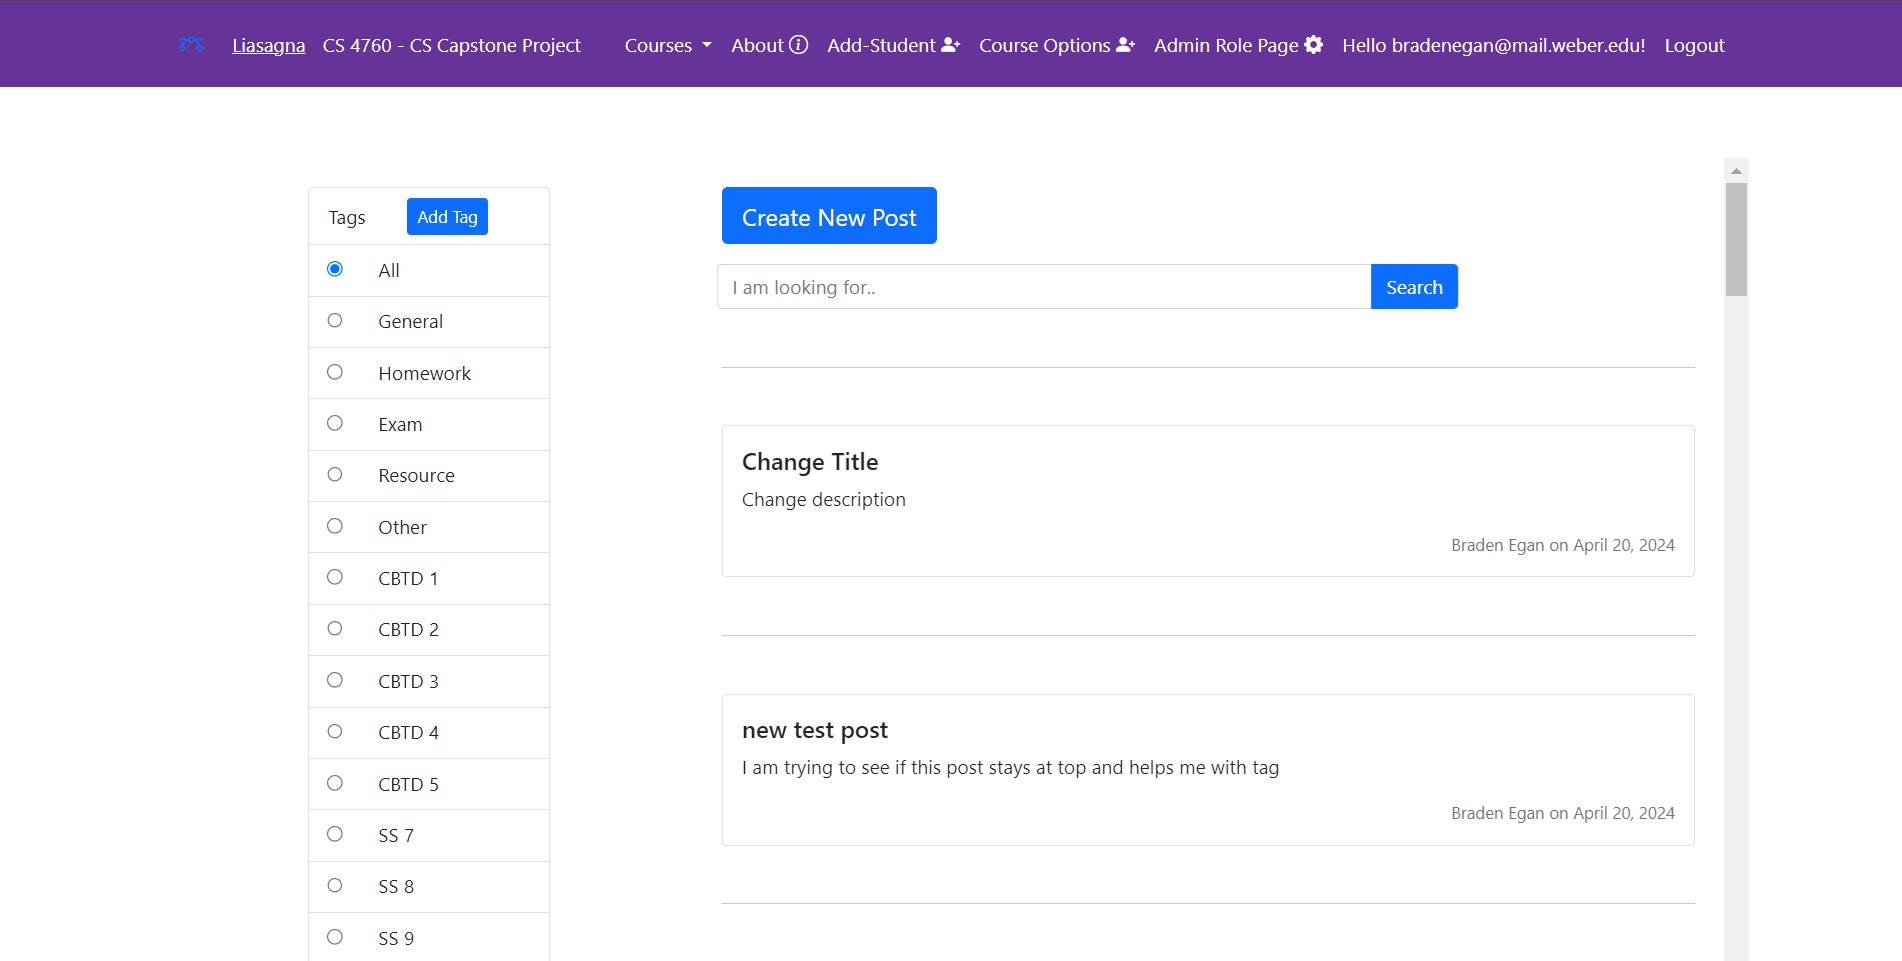 Liasagna CS 4760 - CS Capstone Project Courses About Add-Student Course Options Admin Role Page Hello bradenegan@mail.weber.edu! Logout
Tags Add Tag
All
General
Homework
Exam
Resource
Other
CBTD 1
CBTD 2
CBTD 3
CBTD 4
CBTD 5
SS 7
SS 8
SS 9
Create New Post
I am looking for.. Search
Change Title
Change description
Braden Egan on April 20, 2024
new test post
I am trying to see if this post stays at top and helps me with tag
Braden Egan on April 20, 2024